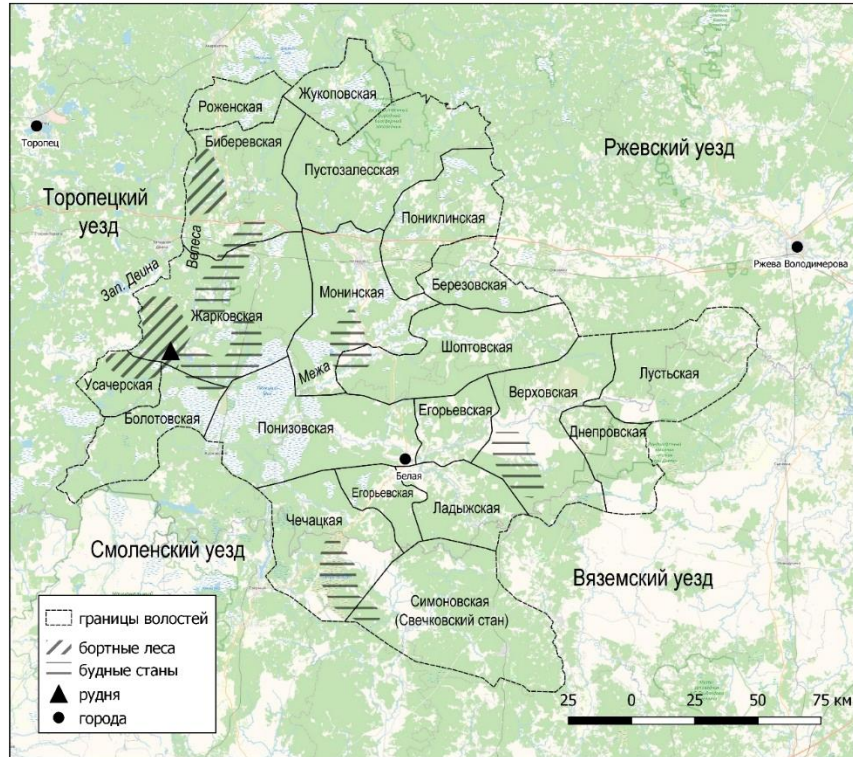 Жукоповская
Роженская
Торопец
Биберевская
Ржевский уезд
Пустозалесская
Торопецкий
уезд
Пониклинская
Велеса
Ржева Володимерова
Зап. Двина
Березовская
Монинская
Жарковская
Шоптовская
Межа
Лустьская
Усачерская
Верховская
Егорьевская
Болотовская
Понизовская
Днепровская
Белая
Егорьевская
Ладыжская
Чечацкая
Смоленский уезд
Вяземский уезд
Симоновская
(Свечковский стан)
границы волостей
бортные леса
будные станы
рудня
города
25 0 25 50 75 км